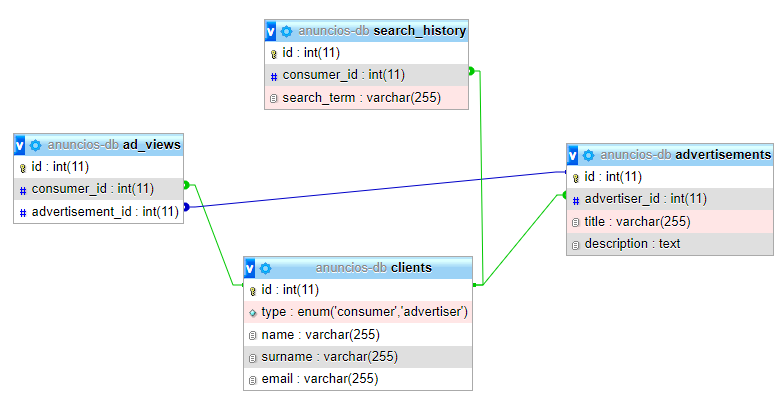 anuncios-db search_history
id : int(11)
# consumer_id : int(11)
search_term : varchar(255)
v anuncios-db ad_views
id : int(11)
# consumer_id : int(11)
# advertisement_id : int(11)
v anuncios-db advertisements
id : int(11)
# advertiser_id : int(11)
title : varchar(255)
description : text
v anuncios-db clients
id : int(11)
type : enum('consumer','advertiser')
name : varchar(255)
surname : varchar(255)
email : varchar(255)